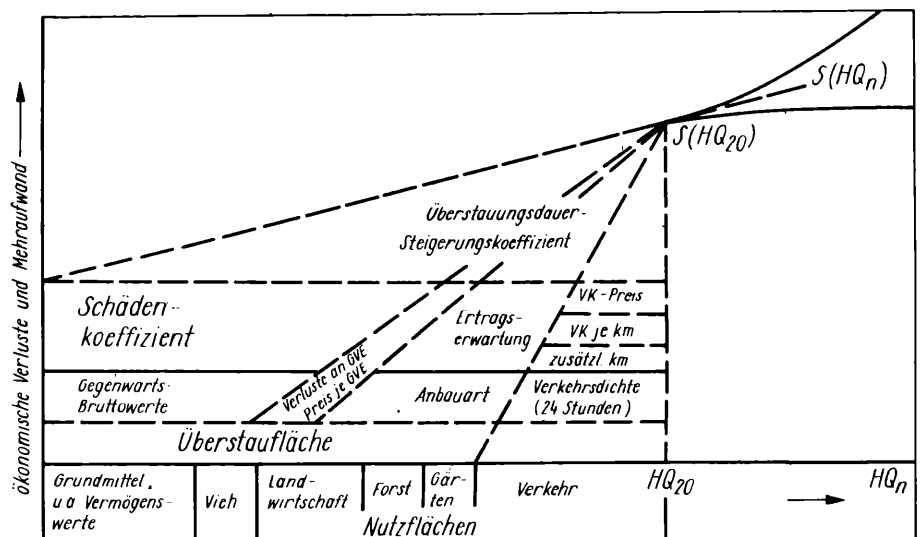 Ökonomische Verluste und Mehraufwand
S(HQn)
S(HQ20)
Überstauungsdauer-
Steigerungskoeffizient
Schäden-
koeffizient
Ertrags-
erwartung
VK-Preis
VK je km
zusätzl. km
Gegenwarts-
Bruttowerte
Verluste an GVE
Preis je GVE
Anbauart
Verkehrsdichte
(24 Stunden)
Überstaufläche
Grundmittel.
u.a Vermögens-
werte
Vieh
Land-
wirtschaft
Forst
Gär-
ten
Verkehr
HQ20
HQn
Nutzflächen